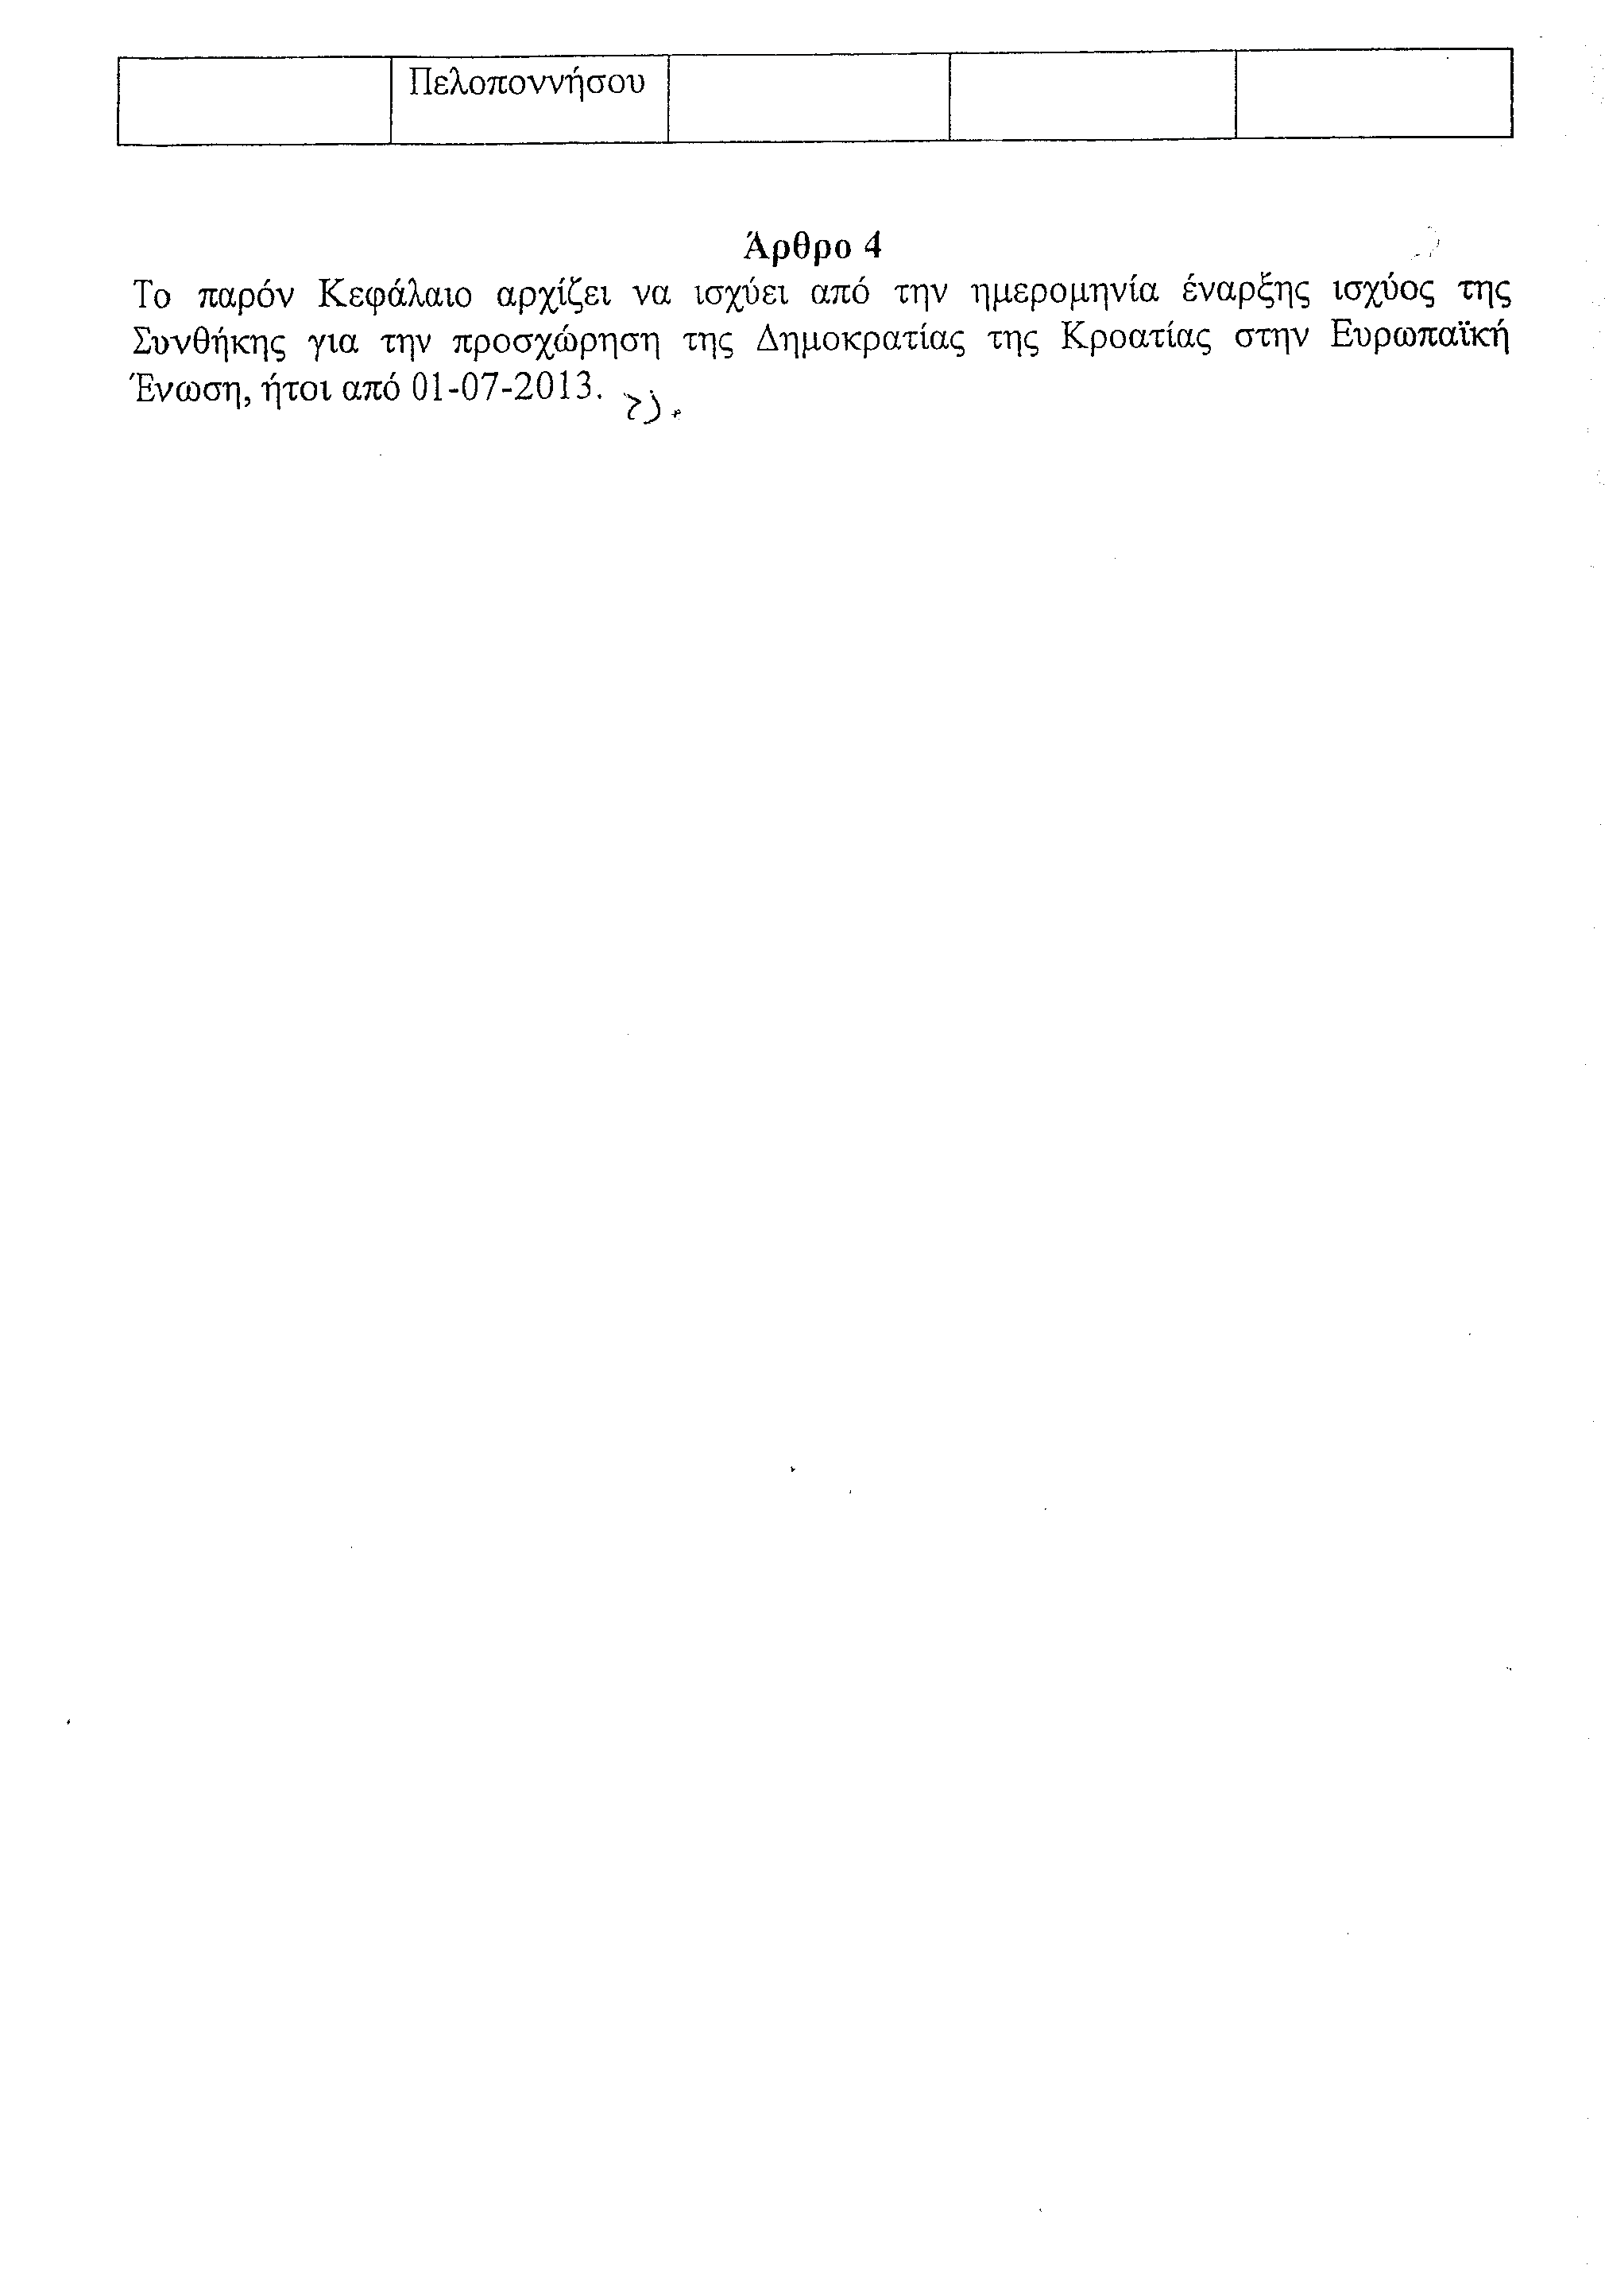 Πελοποννήσου
Άρθρο 4
Το παρόν Κεφάλαιο αρχίζει να ισχύει από την ημερομηνία έναρξης ισχύος της
Συνθήκης για την προσχώρηση της Δημοκρατίας της Κροατίας στην Ευρωπαϊκή
Ένωση, ήτοι από 01-07-2013.